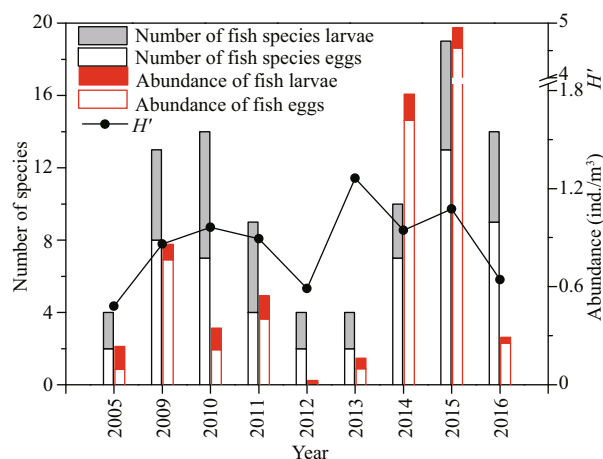 Number of fish species larvae
Number of fish species eggs
Abundance of fish larvae
Abundance of fish eggs
H'
20
16
12
8
4
0
Number of species
5
4
1.8
1.2
0.6
0
H'
Abundance (ind./m³)
2005
2009
2010
2011
2012
2013
2014
2015
2016
Year